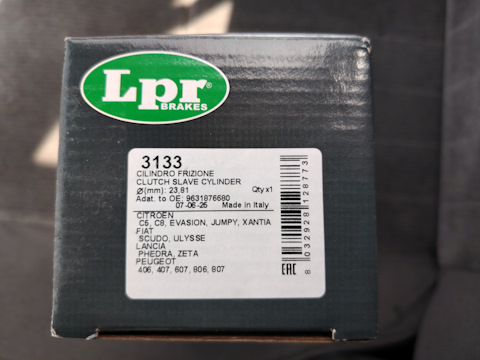 Lpr®
BRAKES
3133
CILINDRO FRIZIONE
CLUTCH SLAVE CYLINDER
Ø(mm): 23,81 Qty x1
Adat. to OE: 9631876680
07-06-25 Made in Italy
CITROEN
C5, C8, EVASION, JUMPY, XANTIA
FIAT
SCUDO, ULYSSE
LANCIA
PHEDRA, ZETA
PEUGEOT
406, 407, 607, 806, 807
8 032928 128773
EAC